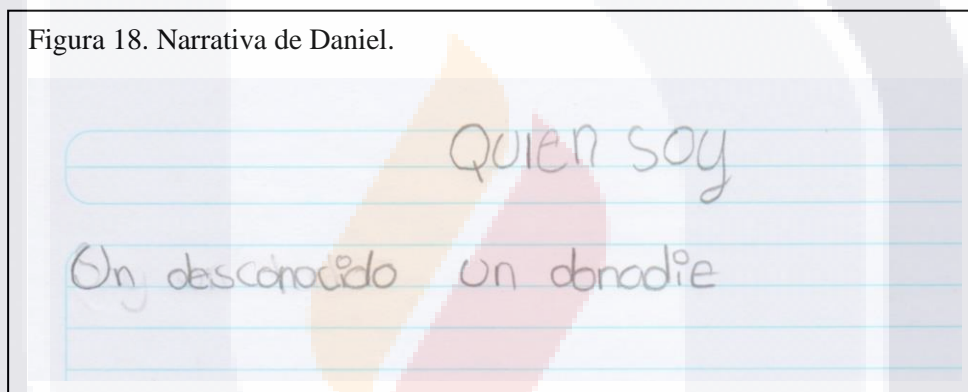 Figura 18. Narrativa de Daniel.
Quien soy
Un desconocido un donadie